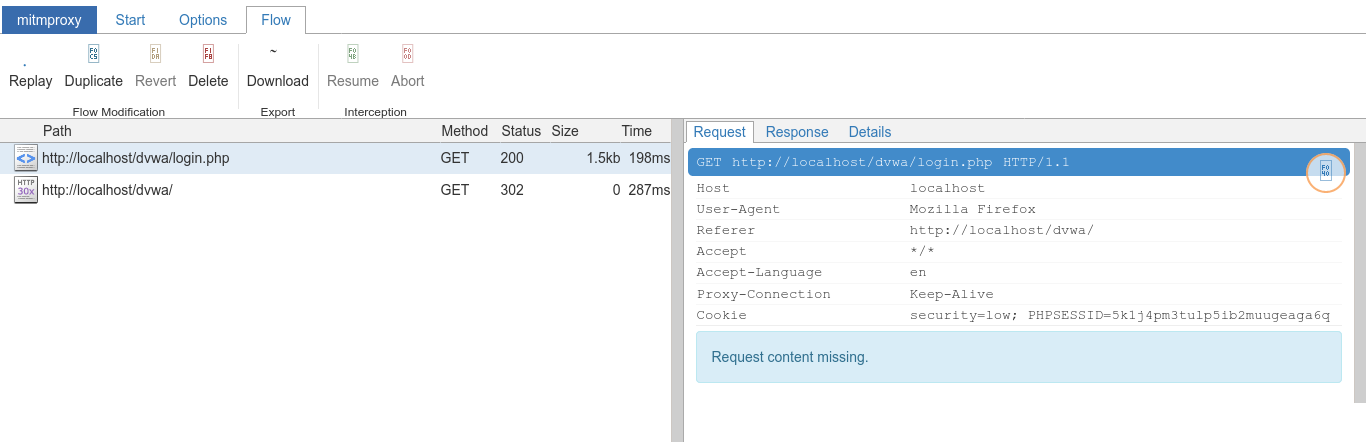 mitmproxy Start Options Flow
Replay Duplicate Revert Delete Download Resume Abort
Flow Modification Export Interception
Path Method Status Size Time
http://localhost/dvwa/login.php GET 200 1.5kb 198ms
HTTP 30x http://localhost/dvwa/ GET 302 0 287ms
Request Response Details
GET http://localhost/dvwa/login.php HTTP/1.1
Host localhost
User-Agent Mozilla Firefox
Referer http://localhost/dvwa/
Accept */*
Accept-Language en
Proxy-Connection Keep-Alive
Cookie security=low; PHPSESSID=5klj4pm3tulp5ib2muugeaga6q
Request content missing.